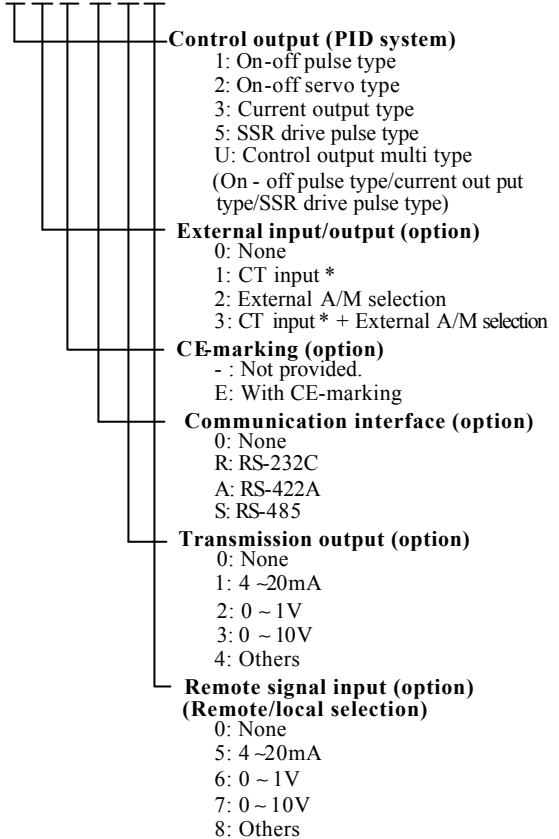 Control output (PID system)
1: On-off pulse type
2: On-off servo type
3: Current output type
5: SSR drive pulse type
U: Control output multi type
(On - off pulse type/current out put
type/SSR drive pulse type)
External input/output (option)
0: None
1: CT input *
2: External A/M selection
3: CT input * + External A/M selection
CE-marking (option)
- : Not provided.
E: With CE-marking
Communication interface (option)
0: None
R: RS-232C
A: RS-422A
S: RS-485
Transmission output (option)
0: None
1: 4 ~20mA
2: 0 ~ 1V
3: 0 ~ 10V
4: Others
Remote signal input (option)
(Remote/local selection)
0: None
5: 4 ~20mA
6: 0 ~ 1V
7: 0 ~ 10V
8: Others